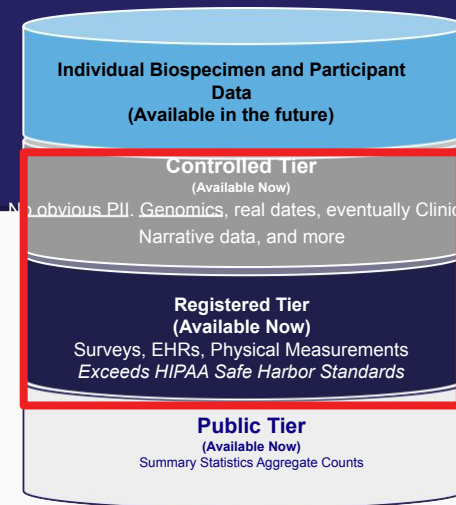 Individual Biospecimen and Participant
Data
(Available in the future)
Controlled Tier
(Available Now)
No obvious PII. Genomics, real dates, eventually Clinic
Narrative data, and more
Registered Tier
(Available Now)
Surveys, EHRs, Physical Measurements
Exceeds HIPAA Safe Harbor Standards
Public Tier
(Available Now)
Summary Statistics Aggregate Counts